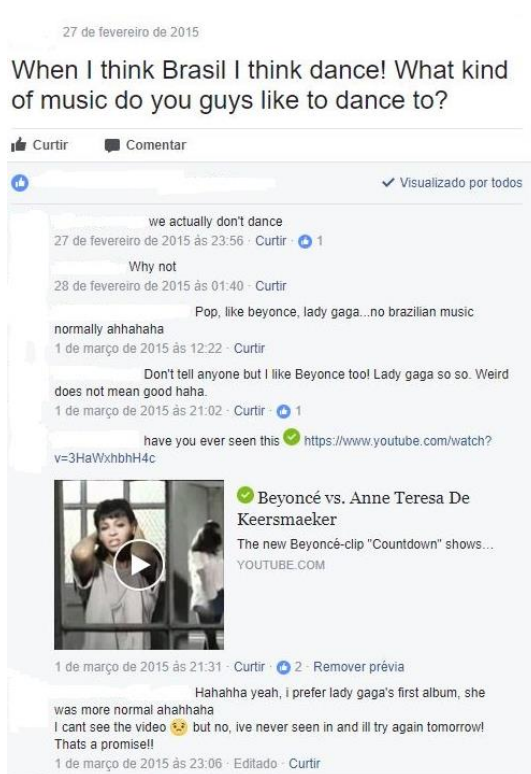 27 de fevereiro de 2015
When I think Brasil I think dance! What kind
of music do you guys like to dance to?
Curtir Comentar
Visualizado por todos
we actually don't dance
27 de fevereiro de 2015 às 23:56 · Curtir · 1
Why not
28 de fevereiro de 2015 às 01:40 · Curtir
Pop, like beyonce, lady gaga...no brazilian music
normally ahhahaha
1 de março de 2015 às 12:22 · Curtir
Don't tell anyone but I like Beyonce too! Lady gaga so so. Weird
does not mean good haha.
1 de março de 2015 às 21:02 · Curtir · 1
have you ever seen this https://www.youtube.com/watch?
v=3HaWxhbhH4c
Beyoncé vs. Anne Teresa De
Keersmaeker
The new Beyoncé-clip "Countdown" shows...
YOUTUBE.COM
1 de março de 2015 às 21:31 · Curtir · 2 · Remover prévia
Hahahha yeah, i prefer lady gaga's first album, she
was more normal ahahhaha
I cant see the video 😢 but no, ive never seen in and ill try again tomorrow!
Thats a promise!!
1 de março de 2015 às 23:06 · Editado · Curtir